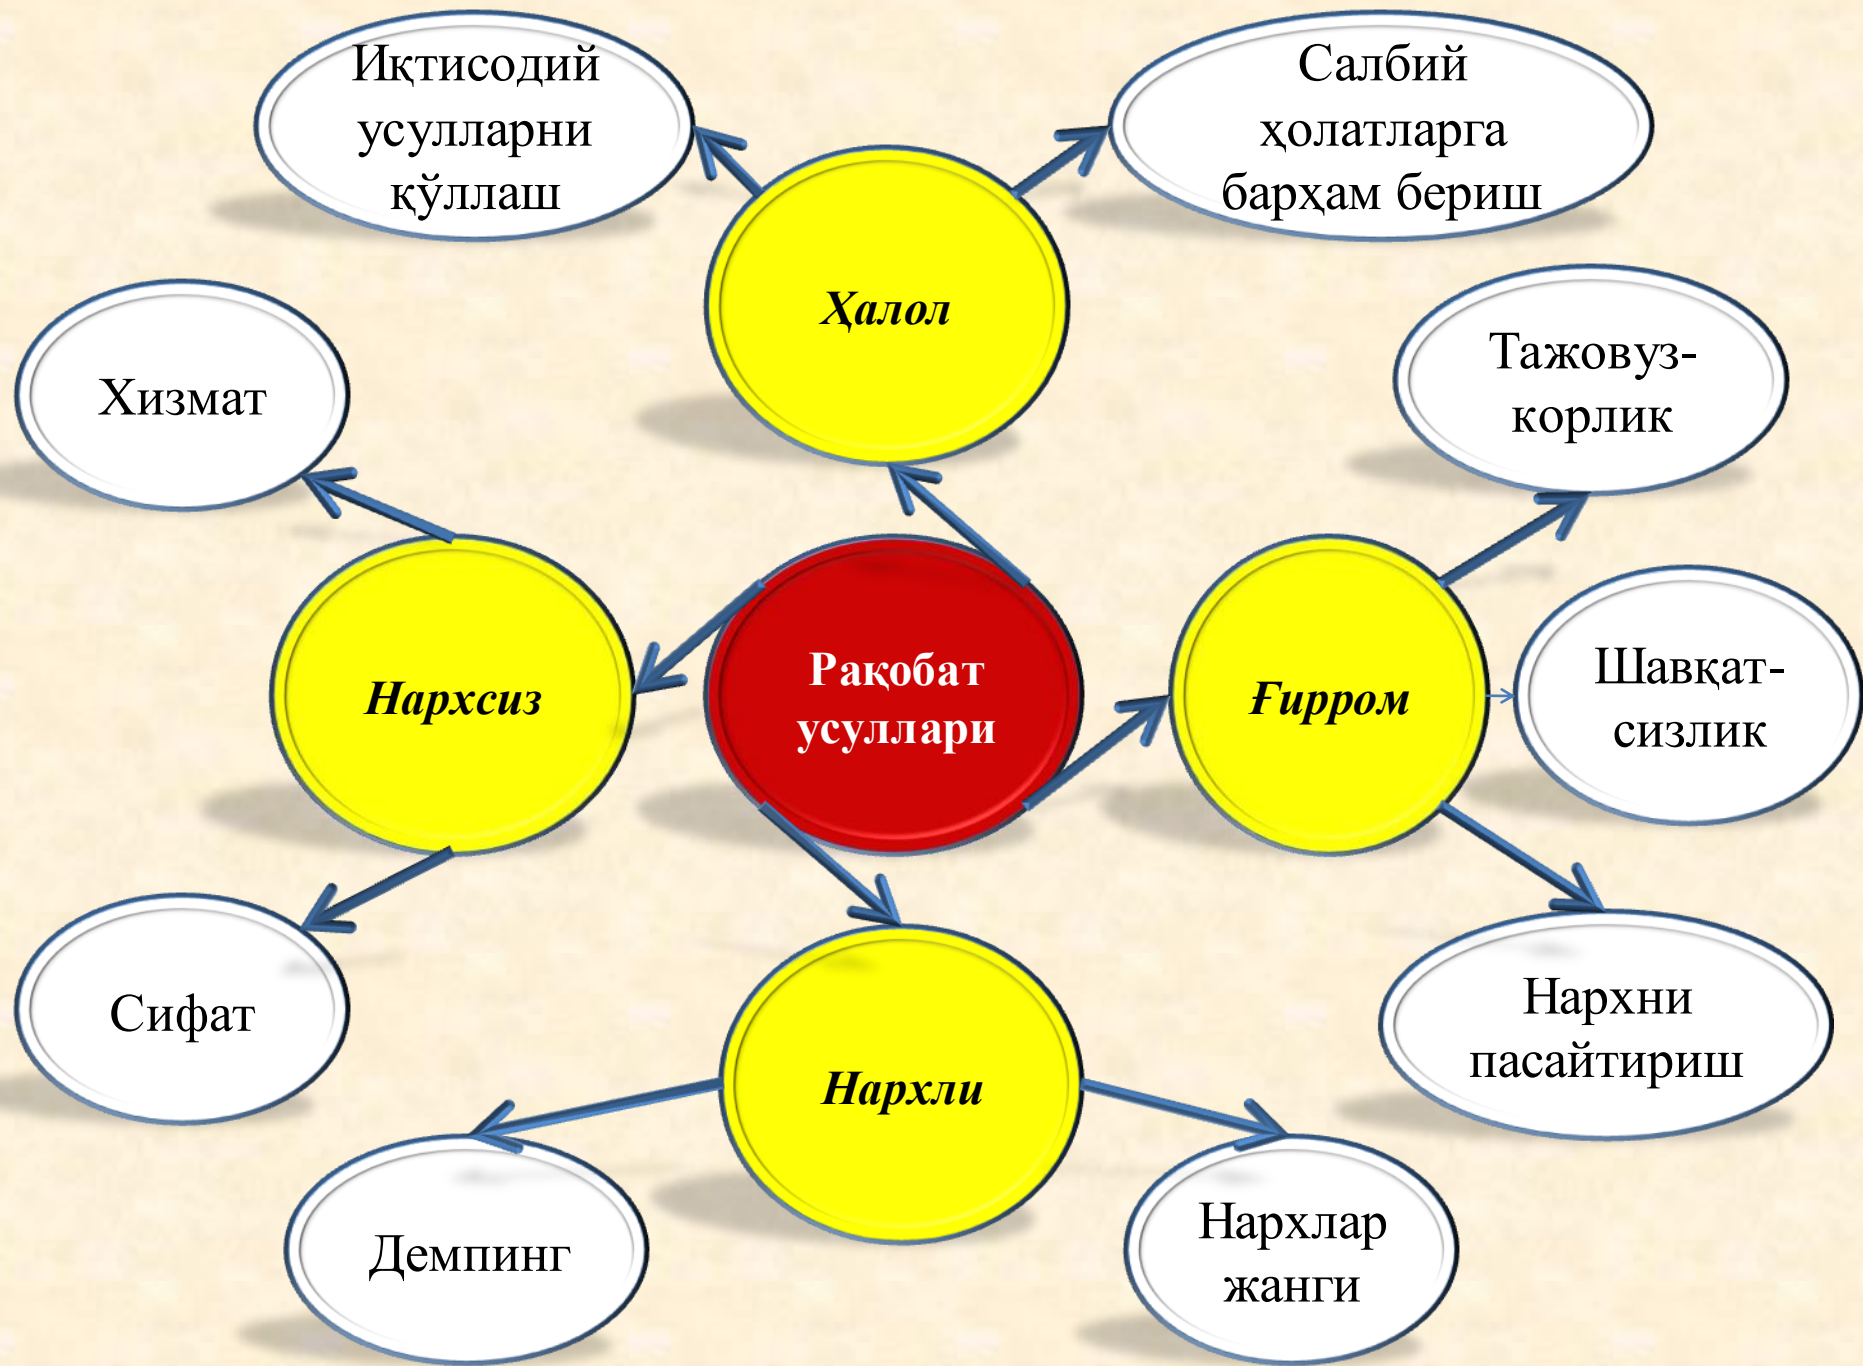 Иқтисодий
усулларни
қўллаш
Салбий
ҳолатларга
барҳам бериш
Ҳалол
Хизмат
Тажовуз-
корлик
Нархсиз
Рақобат
усуллари
Ғирром
Шавқат-
сизлик
Сифат
Нархли
Нархни
пасайтириш
Демпинг
Нархлар
жанги